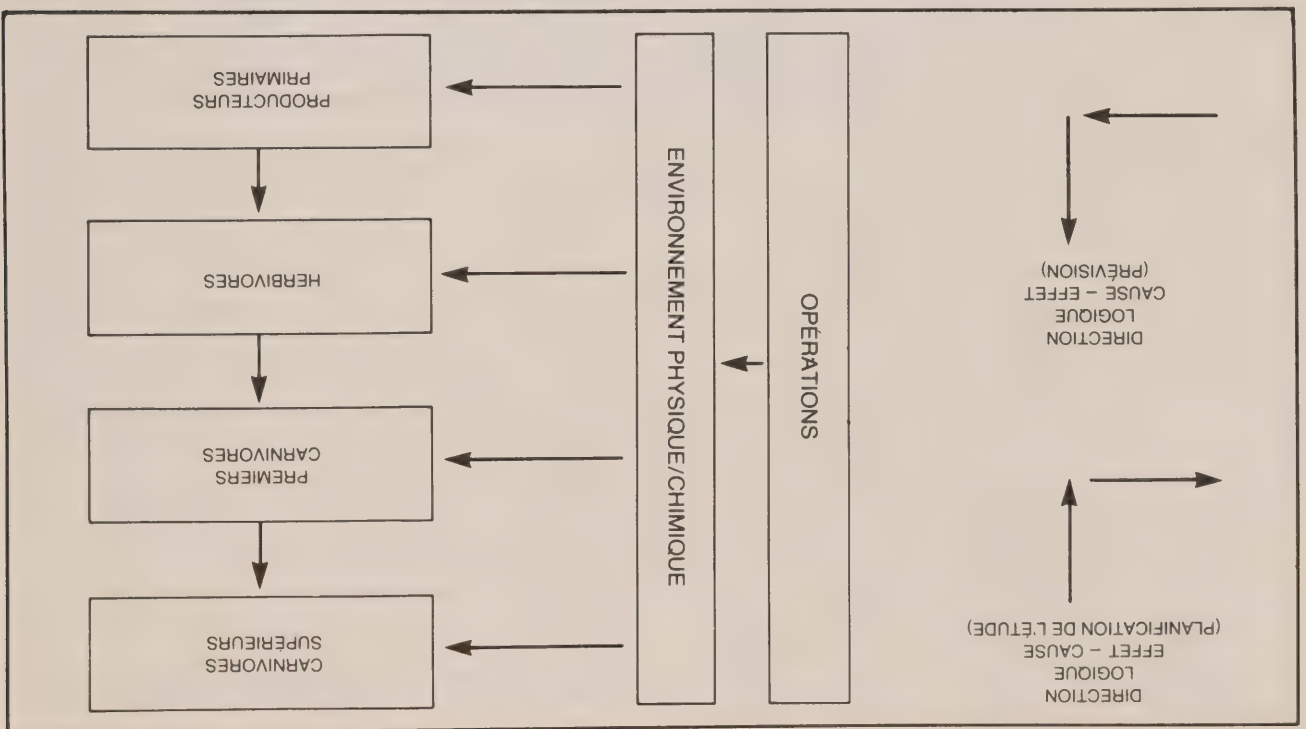 DIRECTION
LOGIQUE
EFFET – CAUSE
(PLANIFICATION DE L'ÉTUDE)
DIRECTION
LOGIQUE
CAUSE – EFFET
(PRÉVISION)
OPÉRATIONS
ENVIRONNEMENT PHYSIQUE/CHIMIQUE
CARNIVORES
SUPÉRIEURS
PREMIERS
CARNIVORES
HERBIVORES
PRODUCTEURS
PRIMAIRES